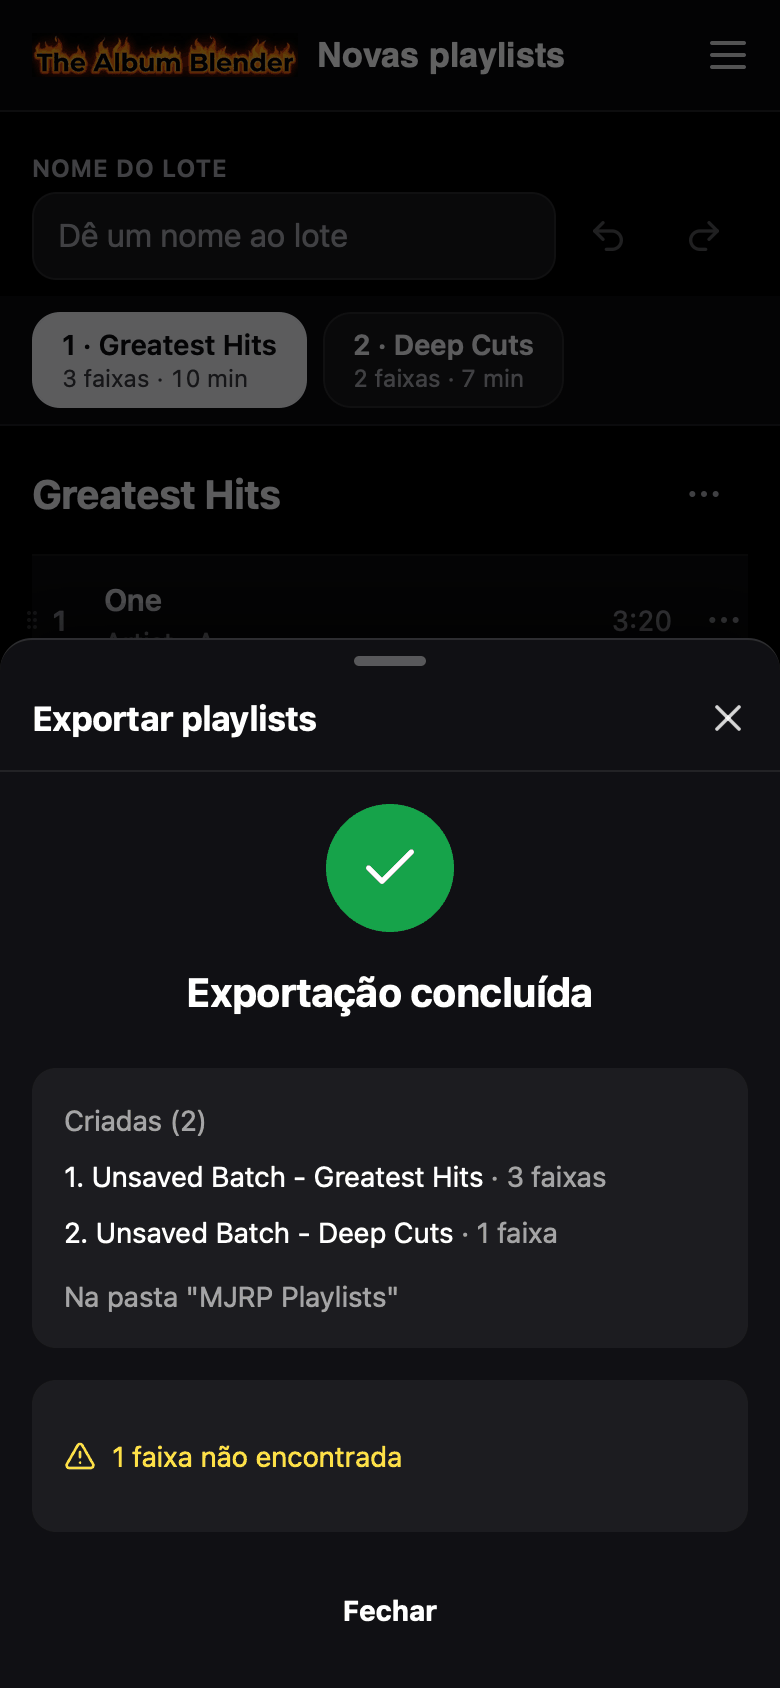 The Album Blender
Novas playlists
NOME DO LOTE
Dê um nome ao lote
1 · Greatest Hits
3 faixas · 10 min
2 · Deep Cuts
2 faixas · 7 min
Greatest Hits
One
1
3:20
Exportar playlists
Exportação concluída
Criadas (2)
1. Unsaved Batch - Greatest Hits · 3 faixas
2. Unsaved Batch - Deep Cuts · 1 faixa
Na pasta "MJRP Playlists"
1 faixa não encontrada
Fechar